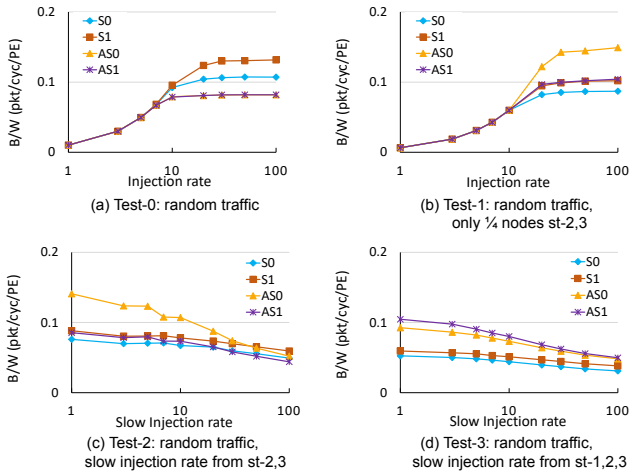 B/W (pkt/cyc/PE)
0.2
0.1
0
S0
S1
AS0
AS1
1
10
100
Injection rate
(a) Test-0: random traffic
B/W (pkt/cyc/PE)
0.2
0.1
0
S0
S1
AS0
AS1
1
10
100
Injection rate
(b) Test-1: random traffic,
only ¼ nodes st-2,3
B/W (pkt/cyc/PE)
0.2
0.1
0
S0
S1
AS0
AS1
1
10
100
Slow Injection rate
(c) Test-2: random traffic,
slow injection rate from st-2,3
B/W (pkt/cyc/PE)
0.2
0.1
0
S0
S1
AS0
AS1
1
10
100
Slow Injection rate
(d) Test-3: random traffic,
slow injection rate from st-1,2,3